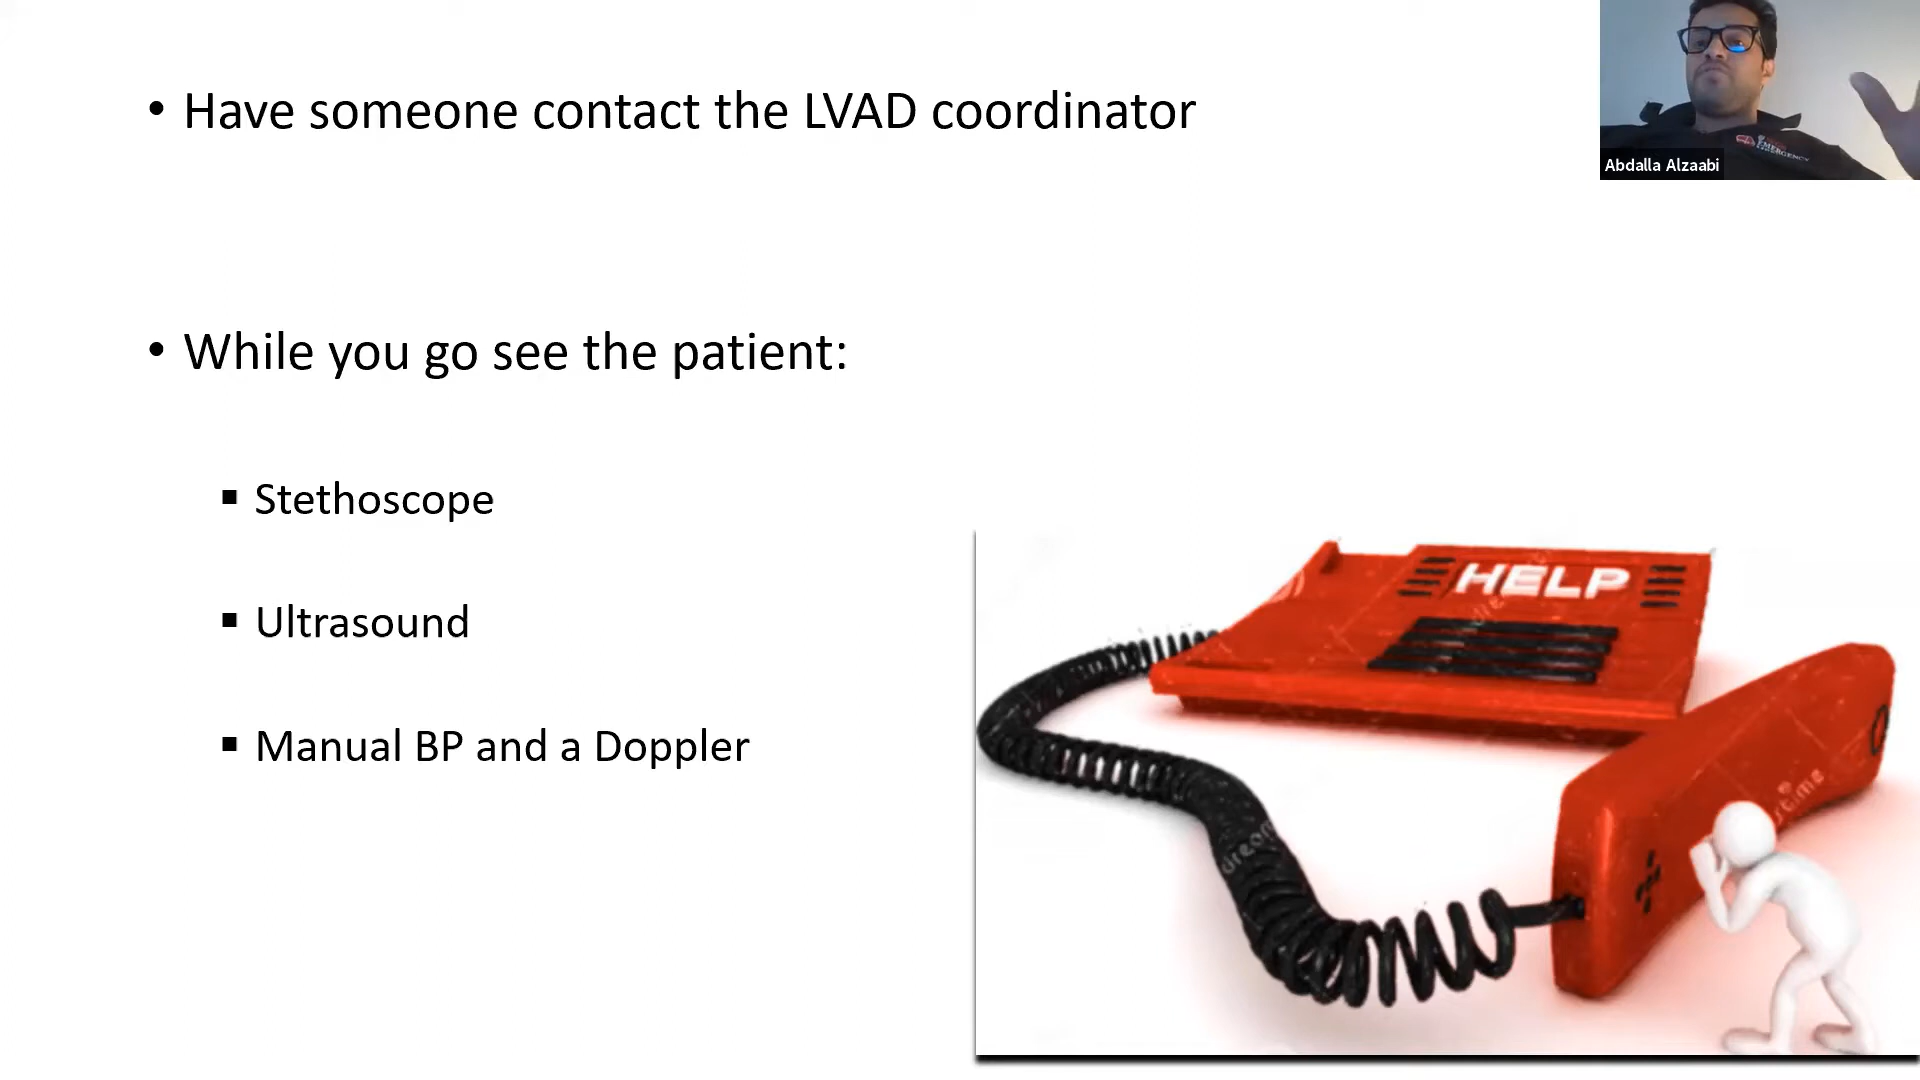 • Have someone contact the LVAD coordinator
Abdalla Alzaabi
EMERGENCY
• While you go see the patient:
▪ Stethoscope
▪ Ultrasound
▪ Manual BP and a Doppler
HELP